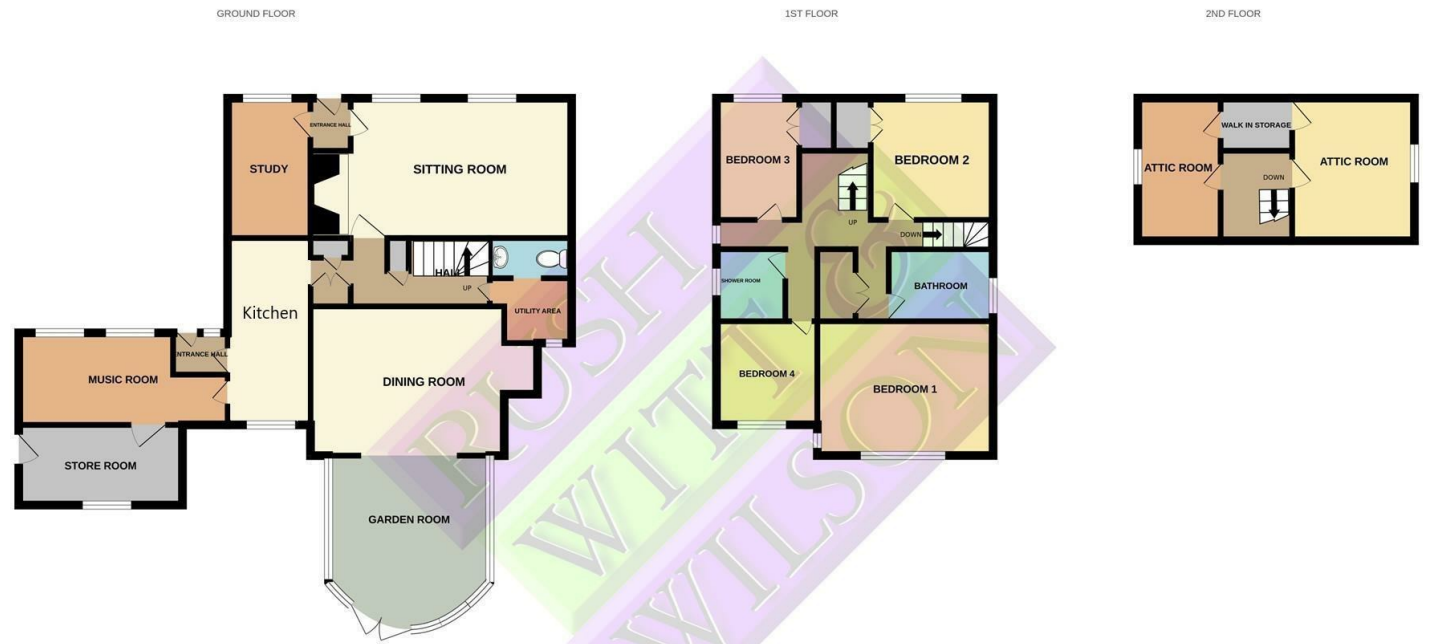 GROUND FLOOR
1ST FLOOR
2ND FLOOR
STUDY
ENTRANCE HALL
SITTING ROOM
HALL
UP
UTILITY AREA
Kitchen
ENTRANCE HALL
MUSIC ROOM
DINING ROOM
STORE ROOM
GARDEN ROOM
BEDROOM 3
BEDROOM 2
UP
DOWN
SHOWER ROOM
BATHROOM
BEDROOM 4
BEDROOM 1
WALK IN STORAGE
ATTIC ROOM
ATTIC ROOM
DOWN
RUSH
WITT &
WILSON